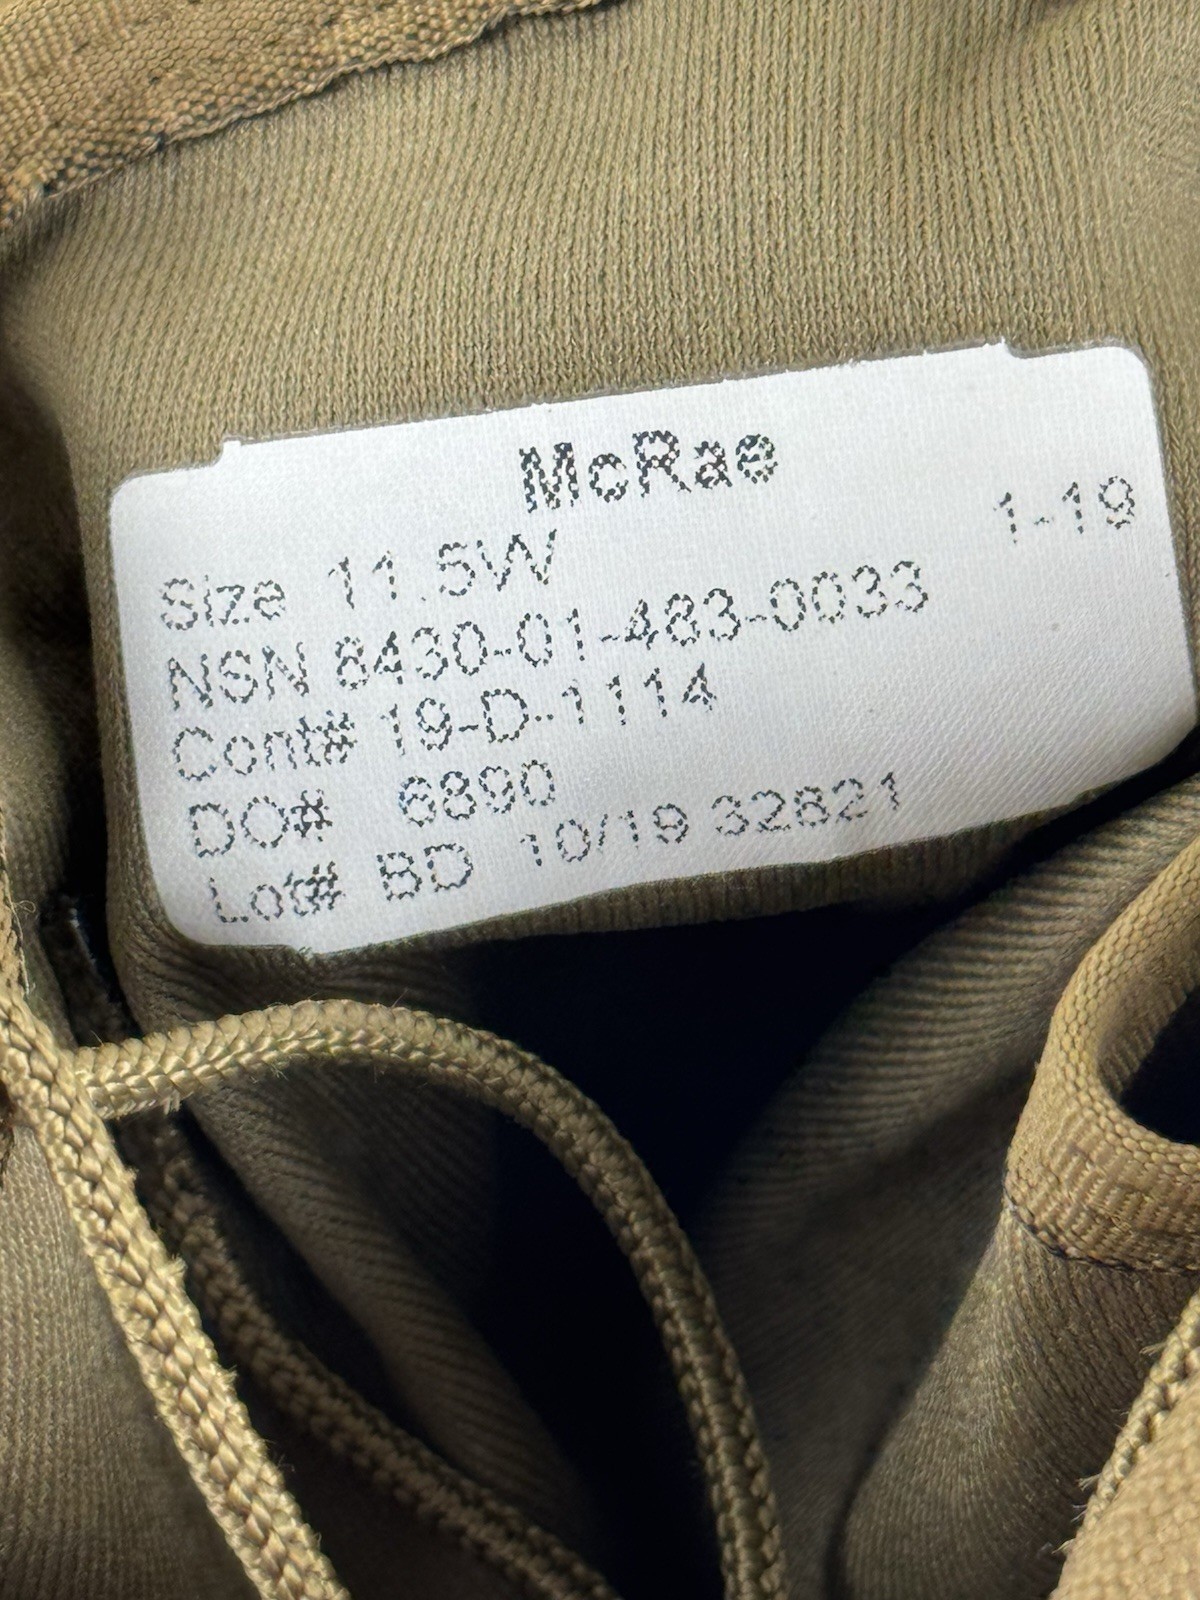 McRae
Size 11.5W 1-19
NSN 8430-01-483-0033
Cont# 19-D-1114
DO# 6890
Lot# BD 10/19 32821